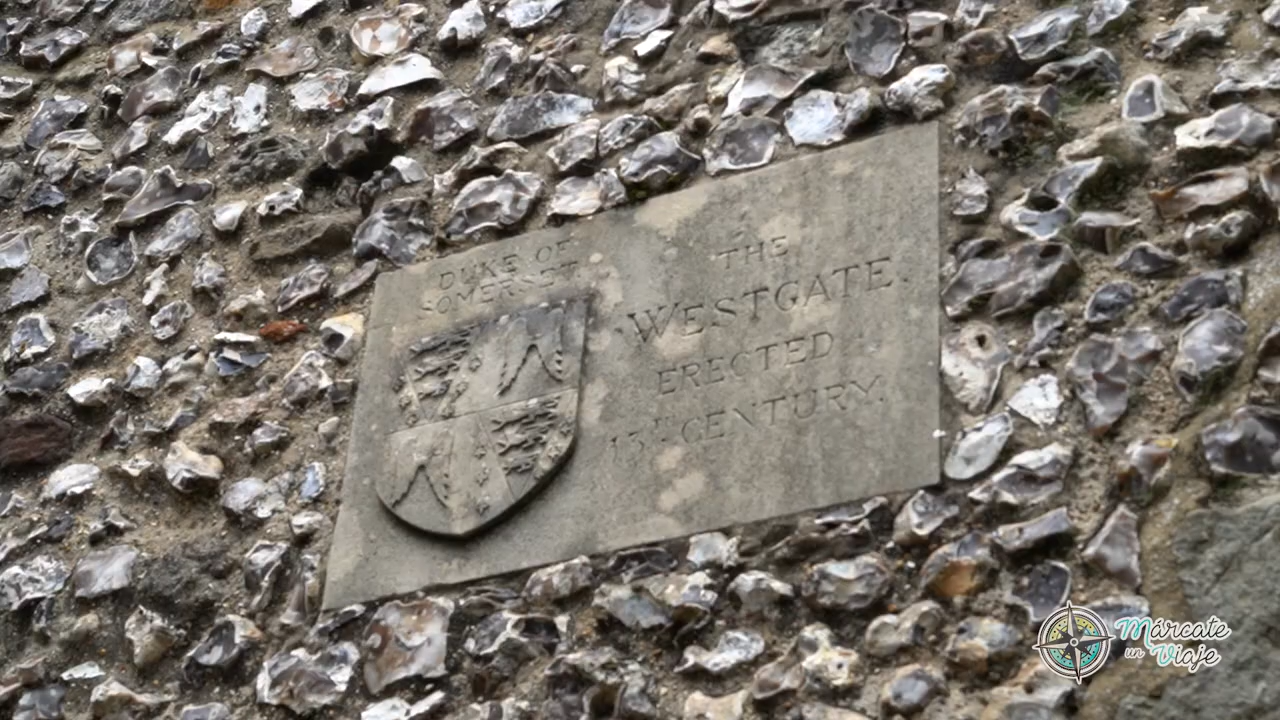 DUKE OF
SOMERSET
THE
WESTGATE.
ERECTED
13TH CENTURY.
Márcate
un Viaje